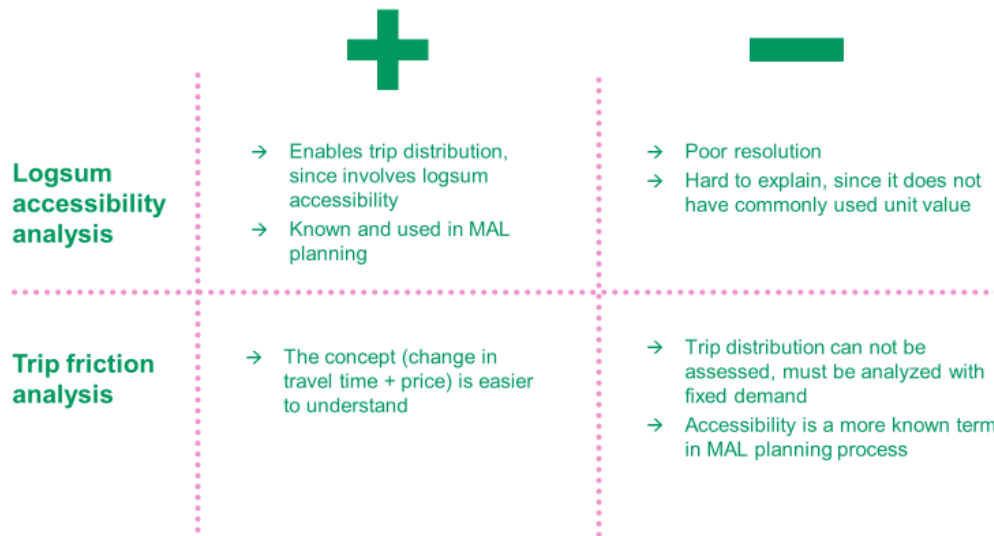 Logsum
accessibility
analysis
→ Enables trip distribution,
since involves logsum
accessibility
→ Known and used in MAL
planning
→ Poor resolution
→ Hard to explain, since it does not
have commonly used unit value
Trip friction
analysis
→ The concept (change in
travel time + price) is easier
to understand
→ Trip distribution can not be
assessed, must be analyzed with
fixed demand
→ Accessibility is a more known term
in MAL planning process